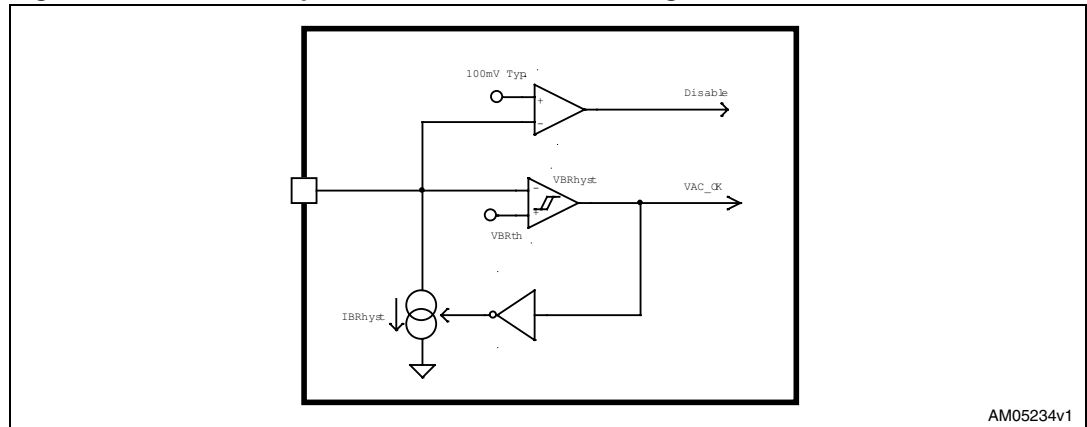 100mV Typ.
Disable
+
-
VBRhyst
VAC_OK
-
+
VBRth
IBRhyst
AM05234v1